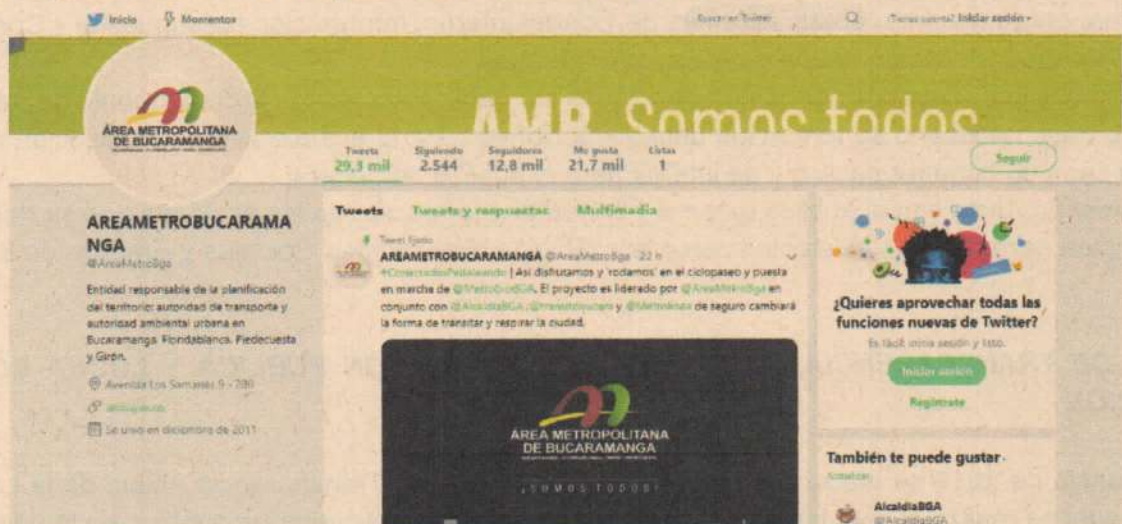 Inicio Momentos
Buscar en Twitter ¿Tienes cuenta? Iniciar sesión
ÁREA METROPOLITANA
DE BUCARAMANGA
AMB Somos todos
Tweets Siguiendo Seguidores Me gusta Listas
29,3 mil 2.544 12,8 mil 21,7 mil 1
Seguir
AREAMETROBUCARAMA
NGA
@AreaMetroBga
Entidad responsable de la planificación
del territorio; autoridad de transporte y
autoridad ambiental urbana en
Bucaramanga, Floridablanca, Piedecuesta
y Girón.
Avenida Los Samanes 9 - 280
Se unió en diciembre de 2011
Tweets Tweets y respuestas Multimedia
Tweet fijado
AREAMETROBUCARAMANGA @AreaMetroBga 22 h
| Así disfrutamos y 'rodamos' en el ciclopaseo y puesta
en marcha de @MetrobiciBGA. El proyecto es liderado por @AreaMetroBga en
conjunto con @AlcaldiaBGA, y @Metrolinea de seguro cambiará
la forma de transitar y respirar la ciudad.
ÁREA METROPOLITANA
DE BUCARAMANGA
¡SOMOS TODOS!
¿Quieres aprovechar todas las
funciones nuevas de Twitter?
Es fácil: inicia sesión y listo.
Iniciar sesión
Regístrate
También te puede gustar
Actualizar
AlcaldiaBGA
@AlcaldiaBGA